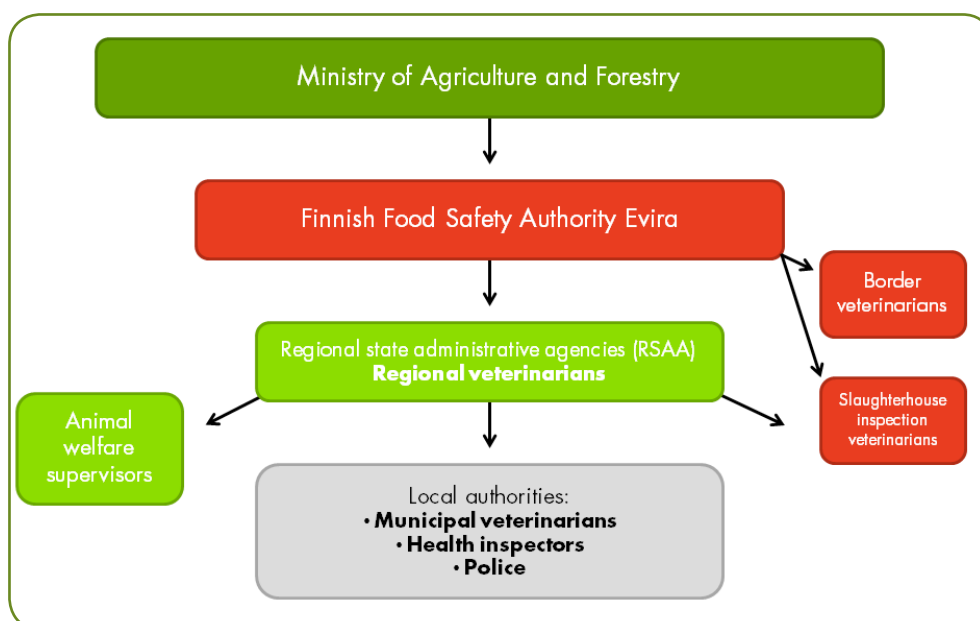 Ministry of Agriculture and Forestry
Finnish Food Safety Authority Evira
Border
veterinarians
Regional state administrative agencies (RSAA)
Regional veterinarians
Slaughterhouse
inspection
veterinarians
Animal
welfare
supervisors
Local authorities:
• Municipal veterinarians
• Health inspectors
• Police